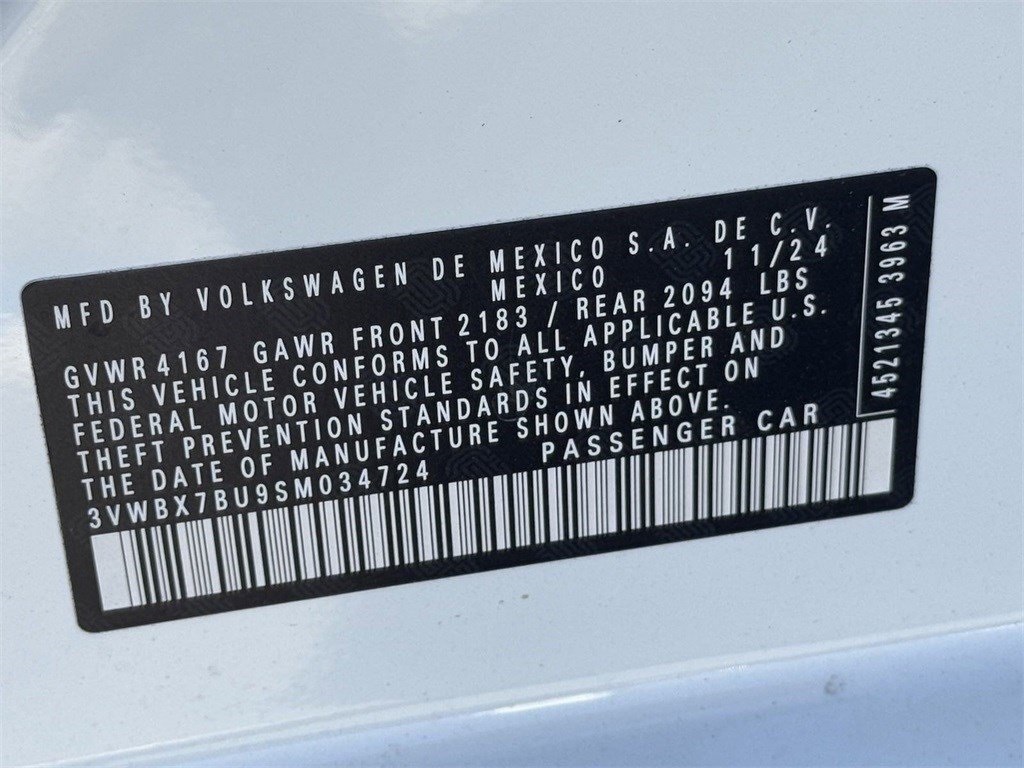 MFD BY VOLKSWAGEN DE MEXICO S.A. DE C.V.
MEXICO 11/24
GVWR 4167 GAWR FRONT 2183 / REAR 2094 LBS
THIS VEHICLE CONFORMS TO ALL APPLICABLE U.S.
FEDERAL MOTOR VEHICLE SAFETY, BUMPER AND
THEFT PREVENTION STANDARDS IN EFFECT ON
THE DATE OF MANUFACTURE SHOWN ABOVE.
3VWBX7BU9SM034724 PASSENGER CAR
4521345 3963 M